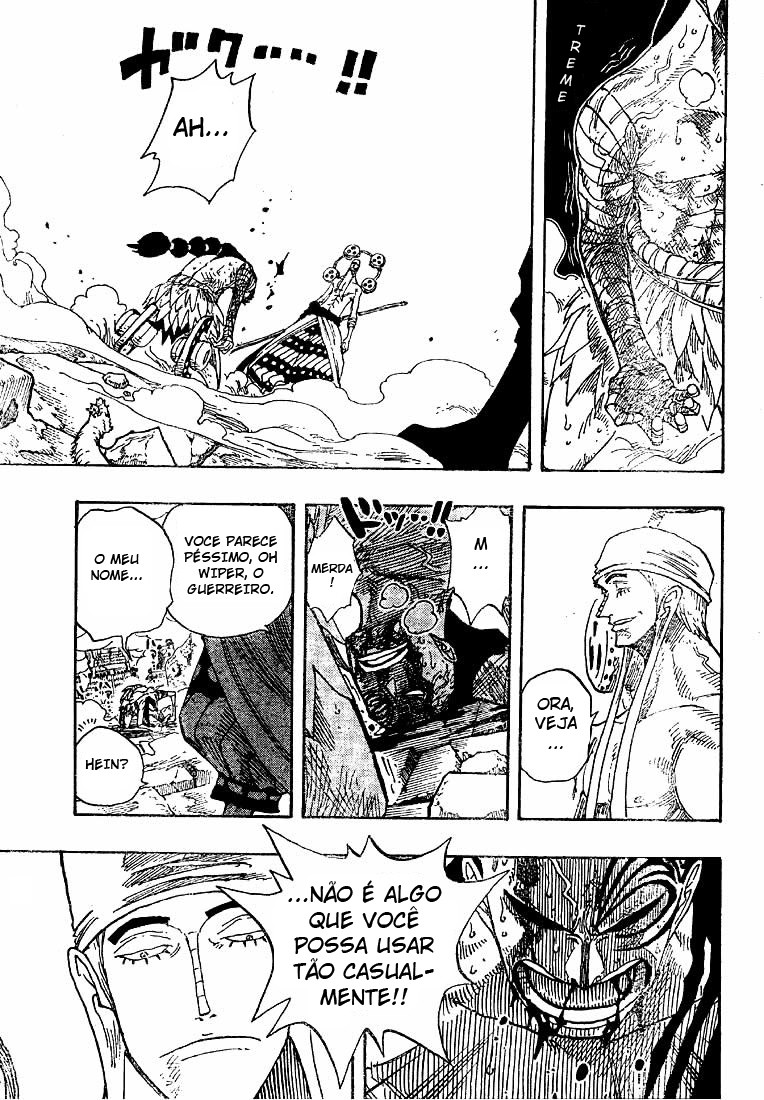 TREME
ガクッ…!!
AH...
ORA,
VEJA
...
ドッ…!!
M
...
MERDA
!
VOCE PARECE
PÉSSIMO, OH
WIPER, O
GUERREIRO.
O MEU
NOME...
HEIN?
...NÃO É ALGO
QUE VOCÊ
POSSA USAR
TÃO CASUAL-
MENTE!!